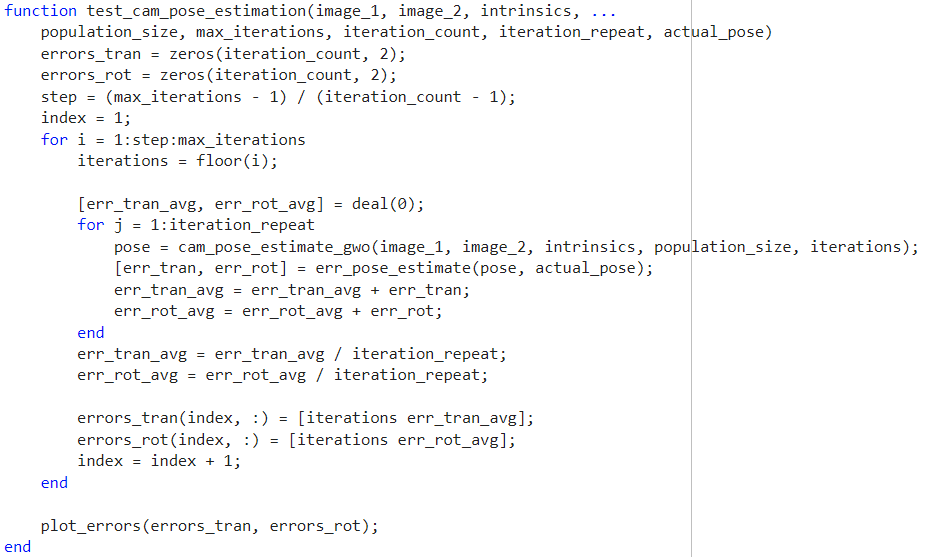 function test_cam_pose_estimation(image_1, image_2, intrinsics, ...
    population_size, max_iterations, iteration_count, iteration_repeat, actual_pose)
    errors_tran = zeros(iteration_count, 2);
    errors_rot = zeros(iteration_count, 2);
    step = (max_iterations - 1) / (iteration_count - 1);
    index = 1;
    for i = 1:step:max_iterations
        iterations = floor(i);

        [err_tran_avg, err_rot_avg] = deal(0);
        for j = 1:iteration_repeat
            pose = cam_pose_estimate_gwo(image_1, image_2, intrinsics, population_size, iterations);
            [err_tran, err_rot] = err_pose_estimate(pose, actual_pose);
            err_tran_avg = err_tran_avg + err_tran;
            err_rot_avg = err_rot_avg + err_rot;
        end
        err_tran_avg = err_tran_avg / iteration_repeat;
        err_rot_avg = err_rot_avg / iteration_repeat;

        errors_tran(index, :) = [iterations err_tran_avg];
        errors_rot(index, :) = [iterations err_rot_avg];
        index = index + 1;
    end

    plot_errors(errors_tran, errors_rot);
end